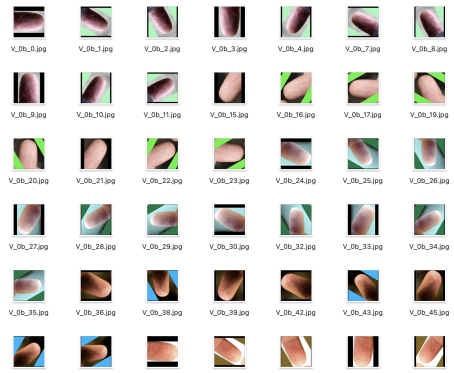 V_0b_0.jpg V_0b_1.jpg V_0b_2.jpg V_0b_3.jpg V_0b_4.jpg V_0b_7.jpg V_0b_8.jpg
V_0b_9.jpg V_0b_10.jpg V_0b_11.jpg V_0b_15.jpg V_0b_16.jpg V_0b_17.jpg V_0b_19.jpg
V_0b_20.jpg V_0b_21.jpg V_0b_22.jpg V_0b_23.jpg V_0b_24.jpg V_0b_25.jpg V_0b_26.jpg
V_0b_27.jpg V_0b_28.jpg V_0b_29.jpg V_0b_30.jpg V_0b_32.jpg V_0b_33.jpg V_0b_34.jpg
V_0b_35.jpg V_0b_36.jpg V_0b_38.jpg V_0b_39.jpg V_0b_42.jpg V_0b_43.jpg V_0b_45.jpg